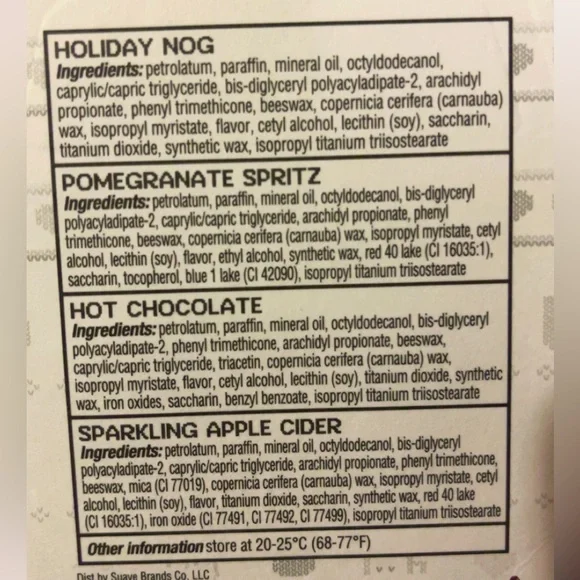 HOLIDAY NOG
Ingredients: petrolatum, paraffin, mineral oil, octyldodecanol,
caprylic/capric triglyceride, bis-diglyceryl polyacyladipate-2, arachidyl
propionate, phenyl trimethicone, beeswax, copernicia cerifera (carnauba)
wax, isopropyl myristate, flavor, cetyl alcohol, lecithin (soy), saccharin,
titanium dioxide, synthetic wax, isopropyl titanium triisostearate
POMEGRANATE SPRITZ
Ingredients: petrolatum, paraffin, mineral oil, octyldodecanol, bis-diglyceryl
polyacyladipate-2, caprylic/capric triglyceride, arachidyl propionate, phenyl
trimethicone, beeswax, copernicia cerifera (carnauba) wax, isopropyl myristate, cetyl
alcohol, lecithin (soy), flavor, ethyl alcohol, synthetic wax, red 40 lake (CI 16035:1),
saccharin, tocopherol, blue 1 lake (CI 42090), isopropyl titanium triisostearate
HOT CHOCOLATE
Ingredients: petrolatum, paraffin, mineral oil, octyldodecanol, bis-diglyceryl
polyacyladipate-2, phenyl trimethicone, arachidyl propionate, beeswax,
caprylic/capric triglyceride, triacetin, copernicia cerifera (carnauba) wax,
isopropyl myristate, flavor, cetyl alcohol, lecithin (soy), titanium dioxide, synthetic
wax, iron oxides, saccharin, benzyl benzoate, isopropyl titanium triisostearate
SPARKLING APPLE CIDER
Ingredients: petrolatum, paraffin, mineral oil, octyldodecanol, bis-diglyceryl
polyacyladipate-2, caprylic/capric triglyceride, arachidyl propionate, phenyl trimethicone,
beeswax, mica (CI 77019), copernicia cerifera (carnauba) wax, isopropyl myristate, cetyl
alcohol, lecithin (soy), flavor, titanium dioxide, saccharin, synthetic wax, red 40 lake
(CI 16035:1), iron oxide (CI 77491, CI 77492, CI 77499), isopropyl titanium triisostearate
Other information store at 20-25°C (68-77°F)
Dist by Suave Brands Co. LLC